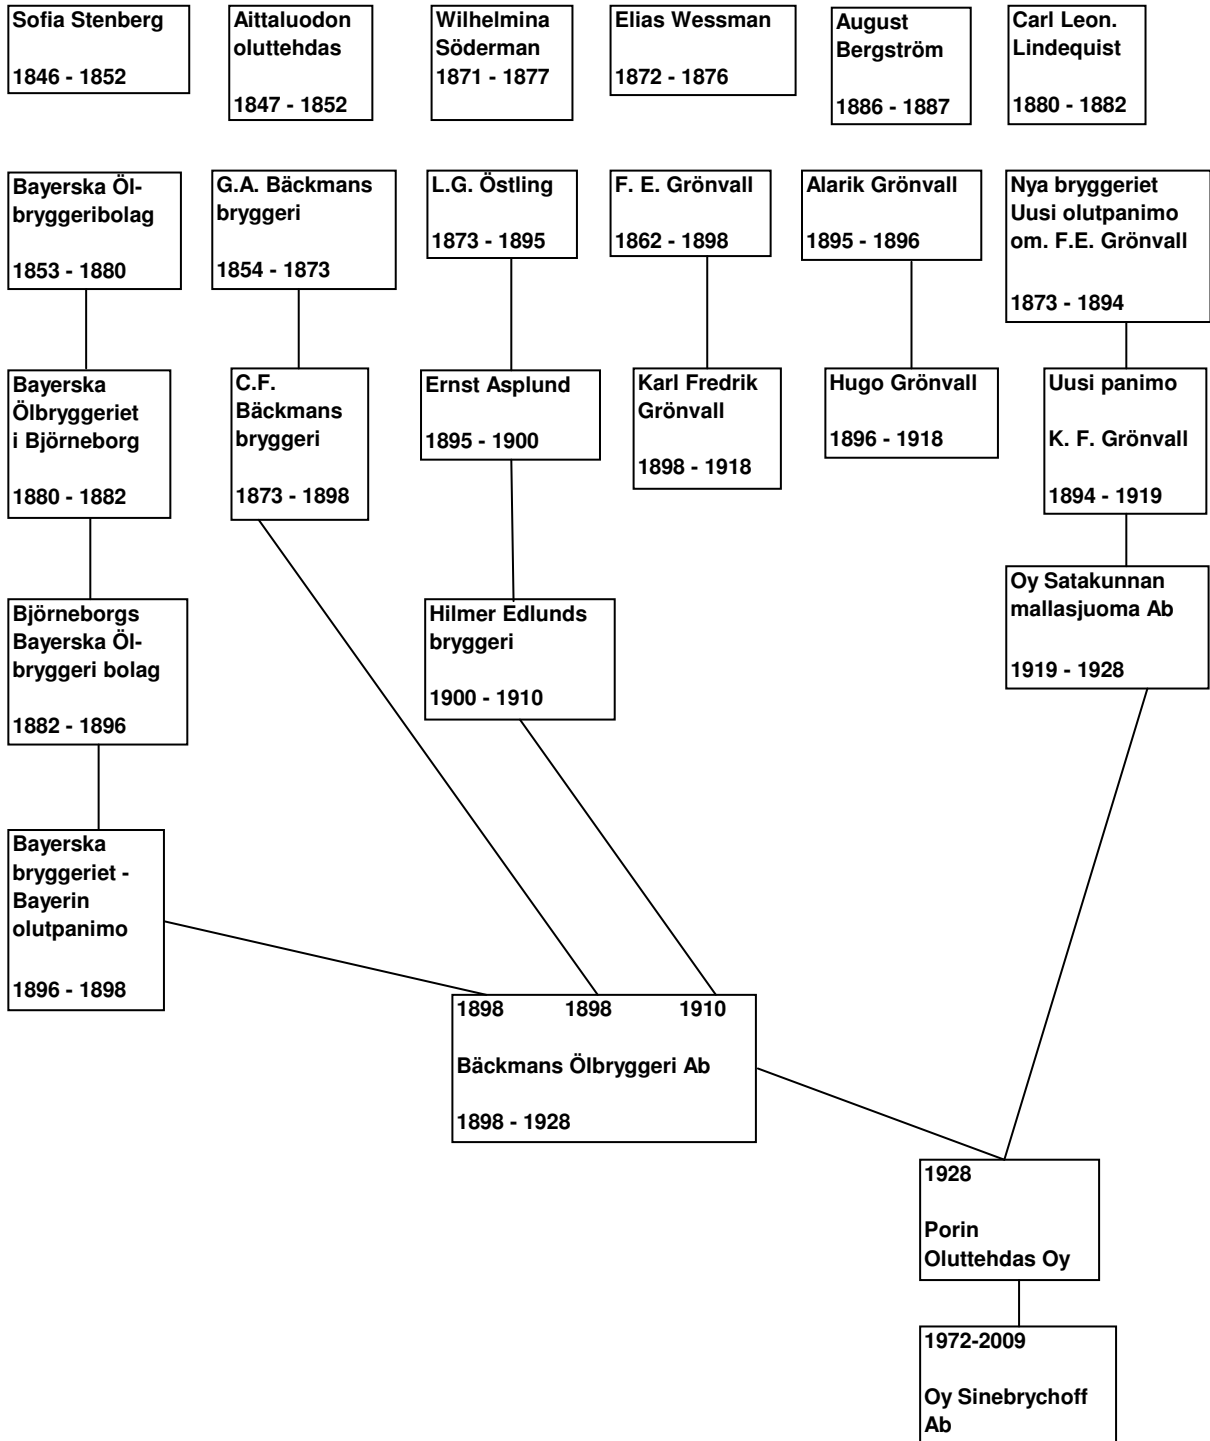 Sofia Stenberg
1846 - 1852
Aittaluodon
oluttehdas
1847 - 1852
Wilhelmina
Söderman
1871 - 1877
Elias Wessman
1872 - 1876
August
Bergström
1886 - 1887
Carl Leon.
Lindequist
1880 - 1882
Bayerska Öl-
bryggeribolag
1853 - 1880
G.A. Bäckmans
bryggeri
1854 - 1873
L.G. Östling
1873 - 1895
F. E. Grönvall
1862 - 1898
Alarik Grönvall
1895 - 1896
Nya bryggeriet
Uusi olutpanimo
om. F.E. Grönvall
1873 - 1894
Bayerska
Ölbryggeriet
i Björneborg
1880 - 1882
C.F.
Bäckmans
bryggeri
1873 - 1898
Ernst Asplund
1895 - 1900
Karl Fredrik
Grönvall
1898 - 1918
Hugo Grönvall
1896 - 1918
Uusi panimo
K. F. Grönvall
1894 - 1919
Björneborgs
Bayerska Öl-
bryggeri bolag
1882 - 1896
Hilmer Edlunds
bryggeri
1900 - 1910
Oy Satakunnan
mallasjuoma Ab
1919 - 1928
Bayerska
bryggeriet -
Bayerin
olutpanimo
1896 - 1898
1898 1898 1910
Bäckmans Ölbryggeri Ab
1898 - 1928
1928
Porin
Oluttehdas Oy
1972-2009
Oy Sinebrychoff
Ab